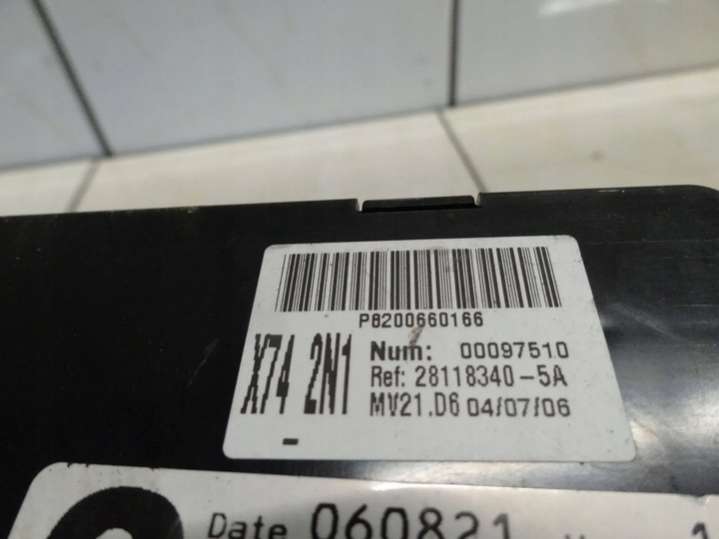 P8200660166
X74 2N1
Num: 00097510
Ref: 28118340-5A
MV21.D6 04/07/06
-
Date 060821